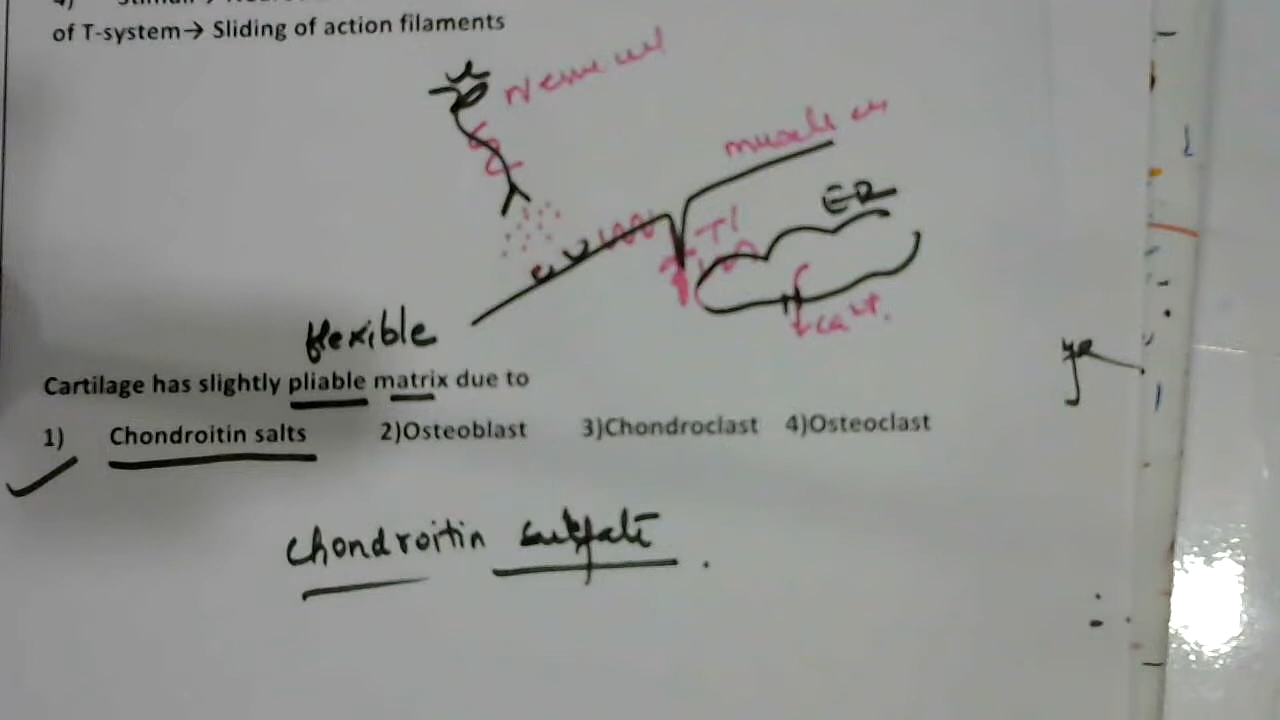 of T-system→ Sliding of action filaments
Nerve cell
muscle
ER
T
flexible
Cartilage has slightly pliable matrix due to
1) Chondroitin salts 2)Osteoblast 3)Chondroclast 4)Osteoclast
chondroitin sulfate.